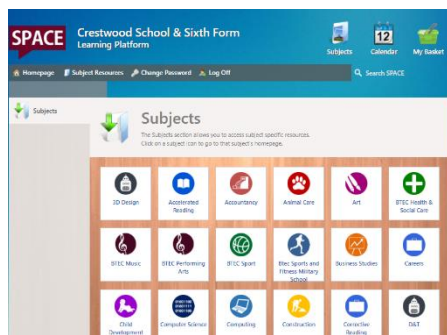 SPACE
Crestwood School & Sixth Form
Learning Platform
Subjects
12
Calendar
My Basket
Homepage
Subject Resources
Change Password
Log Off
Search SPACE
Subjects
Subjects
The Subjects section allows you to access subject specific resources.
Click on a subject icon to go to that subject's homepage.
3D Design
Accelerated
Reading
Accountancy
Animal Care
Art
BTEC Health &
Social Care
BTEC Music
BTEC Performing
Arts
BTEC Sport
Btec Sports and
Fitness Military
School
Business Studies
Careers
Child
Development
Computer Science
Computing
Construction
Corrective
Reading
D&T